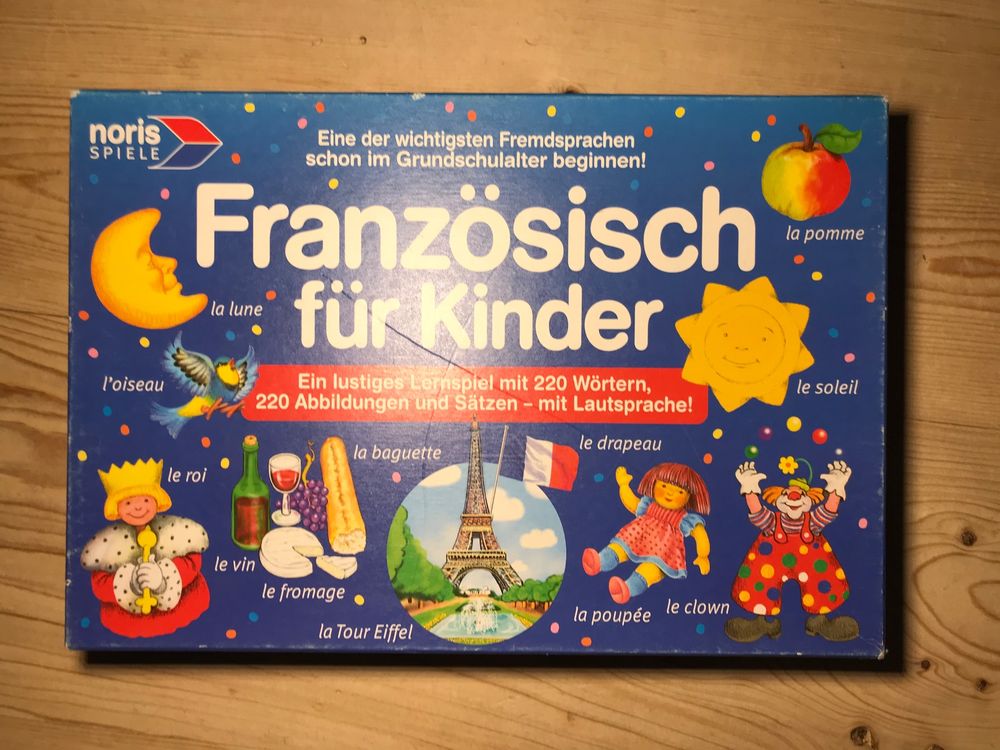 noris
SPIELE
Eine der wichtigsten Fremdsprachen
schon im Grundschulalter beginnen!
Französisch
für Kinder
la pomme
la lune
l'oiseau
Ein lustiges Lernspiel mit 220 Wörtern,
220 Abbildungen und Sätzen – mit Lautsprache!
le soleil
le roi
la baguette
le drapeau
le vin
le fromage
la Tour Eiffel
la poupée
le clown